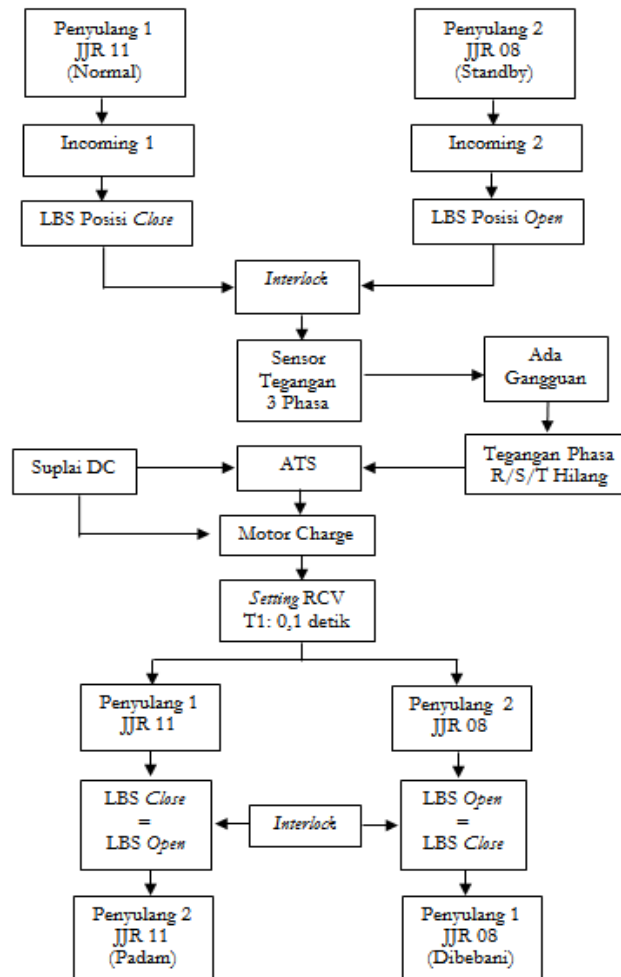 Penyulang 1
JJR 11
(Normal)
Penyulang 2
JJR 08
(Standby)
Incoming 1
Incoming 2
LBS Posisi Close
LBS Posisi Open
Interlock
Sensor
Tegangan
3 Phasa
Ada
Gangguan
Suplai DC
ATS
Tegangan Phasa
R/S/T Hilang
Motor Charge
Setting RCV
T1: 0,1 detik
Penyulang 1
JJR 11
Penyulang 2
JJR 08
LBS Close
=
LBS Open
Interlock
LBS Open
=
LBS Close
Penyulang 2
JJR 11
(Padam)
Penyulang 1
JJR 08
(Dibebani)